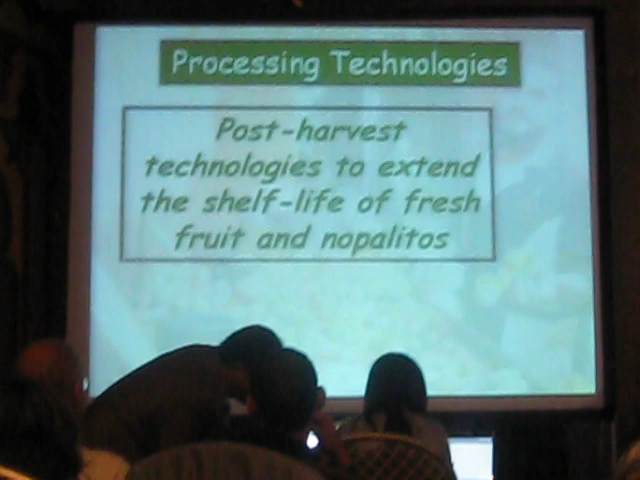 Processing Technologies
Post-harvest
technologies to extend
the shelf-life of fresh
fruit and nopalitos